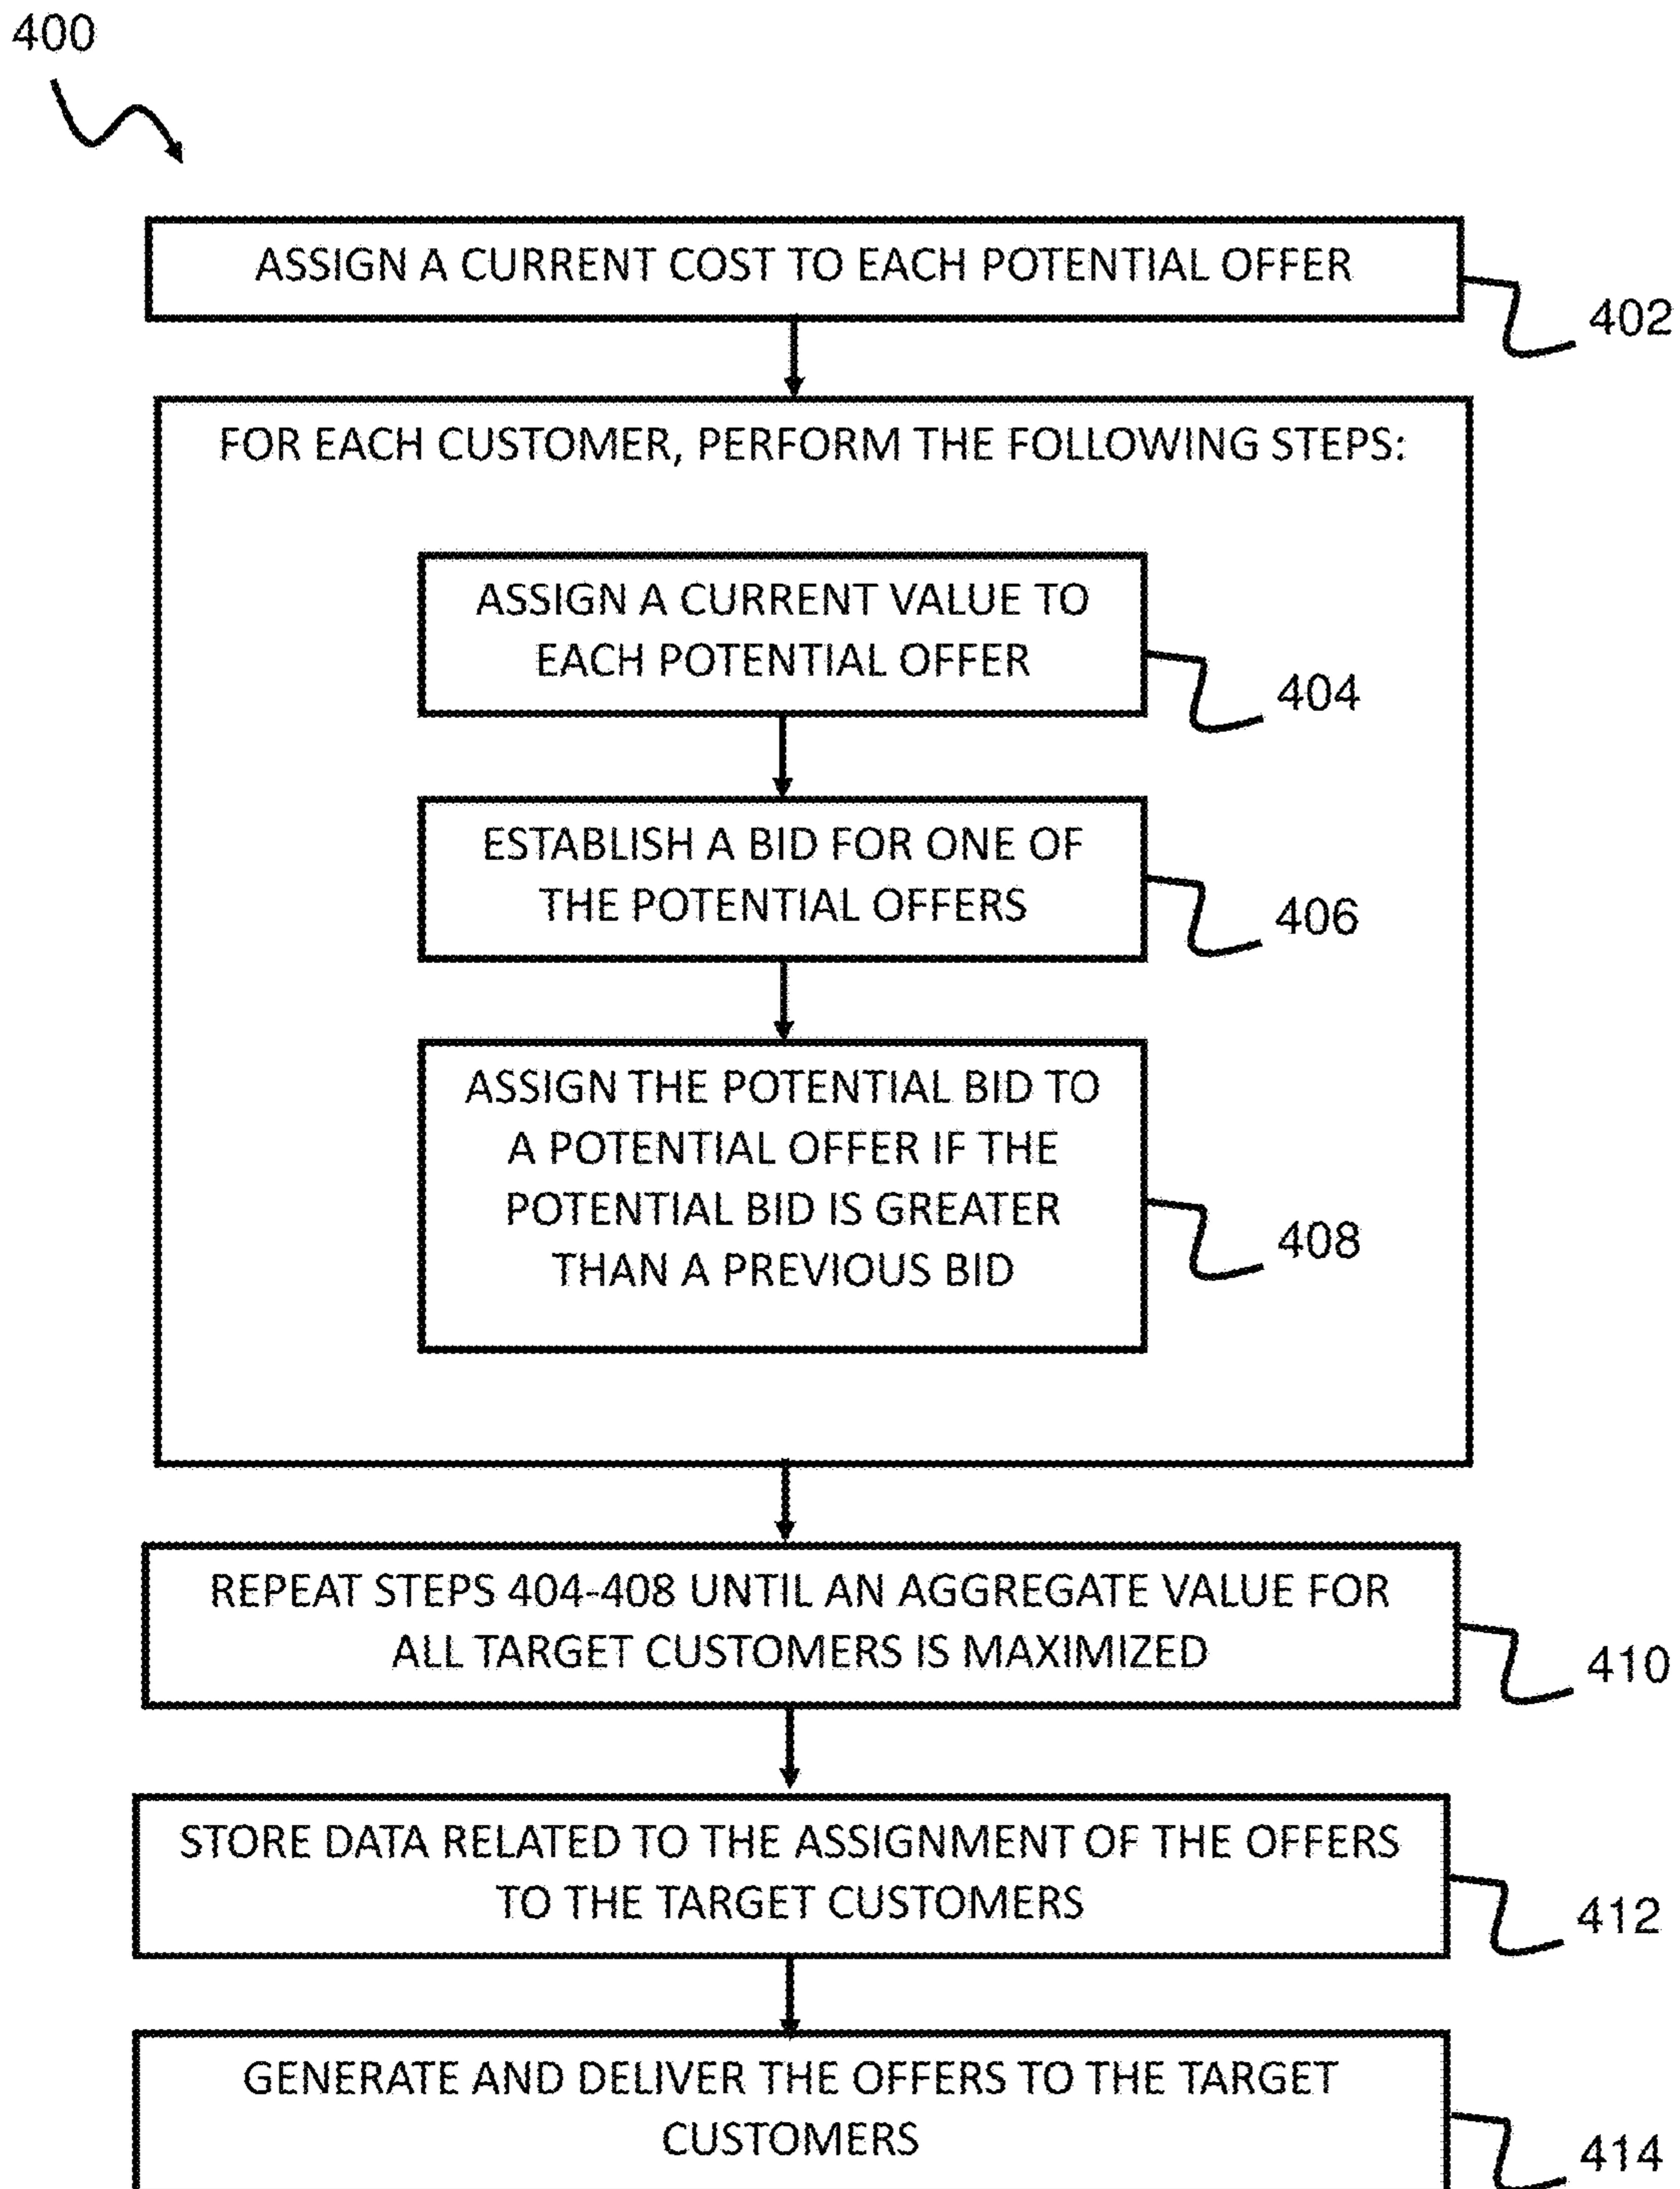 400
ASSIGN A CURRENT COST TO EACH POTENTIAL OFFER
402
FOR EACH CUSTOMER, PERFORM THE FOLLOWING STEPS:
ASSIGN A CURRENT VALUE TO
EACH POTENTIAL OFFER
404
ESTABLISH A BID FOR ONE OF
THE POTENTIAL OFFERS
406
ASSIGN THE POTENTIAL BID TO
A POTENTIAL OFFER IF THE
POTENTIAL BID IS GREATER
THAN A PREVIOUS BID
408
REPEAT STEPS 404-408 UNTIL AN AGGREGATE VALUE FOR
ALL TARGET CUSTOMERS IS MAXIMIZED
410
STORE DATA RELATED TO THE ASSIGNMENT OF THE OFFERS
TO THE TARGET CUSTOMERS
412
GENERATE AND DELIVER THE OFFERS TO THE TARGET
CUSTOMERS
414